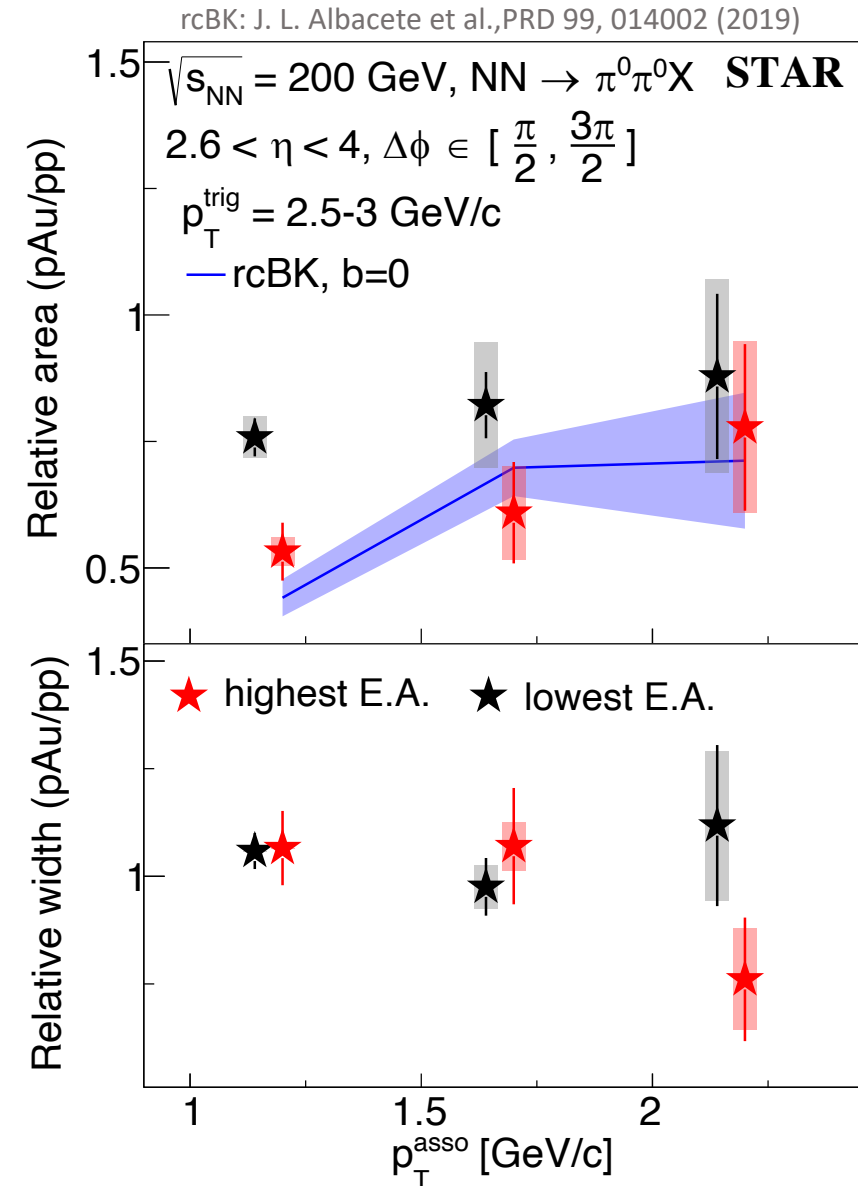 rcBK: J. L. Albacete et al.,PRD 99, 014002 (2019)
√s_NN = 200 GeV, NN → π⁰π⁰X STAR
2.6 < η < 4, Δϕ ∈ [ π/2 , 3π/2 ]
p_T^trig = 2.5-3 GeV/c
rcBK, b=0
Relative area (pAu/pp)
1.5
1
0.5
highest E.A. lowest E.A.
Relative width (pAu/pp)
1.5
1
1 1.5 2
p_T^asso [GeV/c]